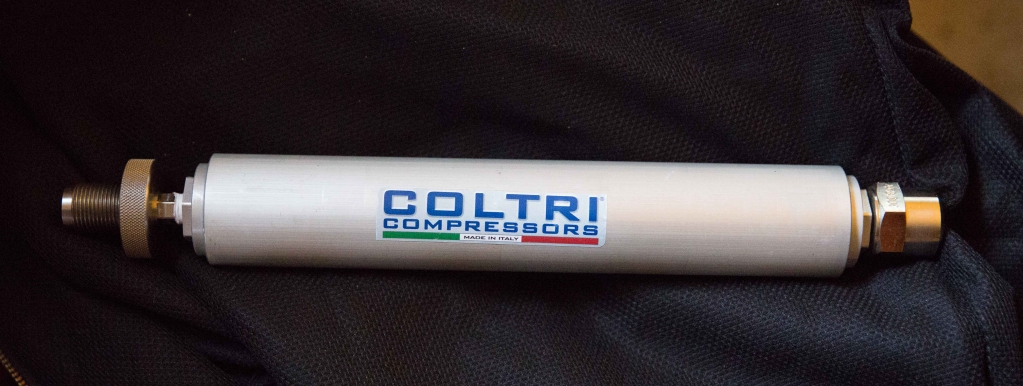 COLTRI®
COMPRESSORS
MADE IN ITALY